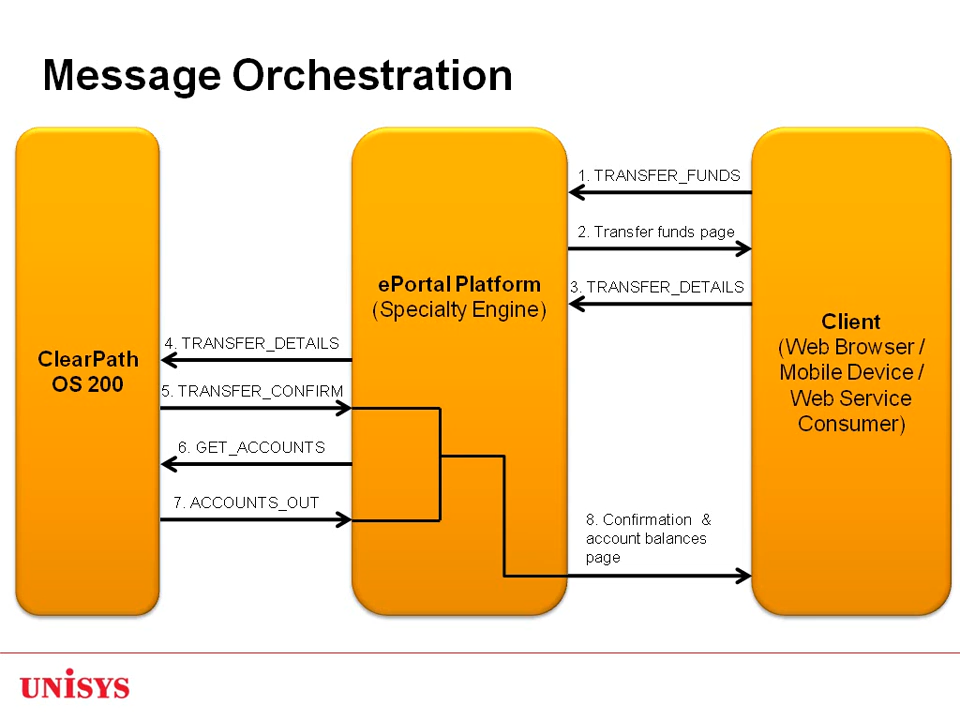 Message Orchestration
1. TRANSFER_FUNDS
2. Transfer funds page
ePortal Platform
(Specialty Engine)
3. TRANSFER_DETAILS
Client
(Web Browser /
Mobile Device /
Web Service
Consumer)
ClearPath
OS 200
4. TRANSFER_DETAILS
5. TRANSFER_CONFIRM
6. GET_ACCOUNTS
7. ACCOUNTS_OUT
8. Confirmation &
account balances
page
UNISYS